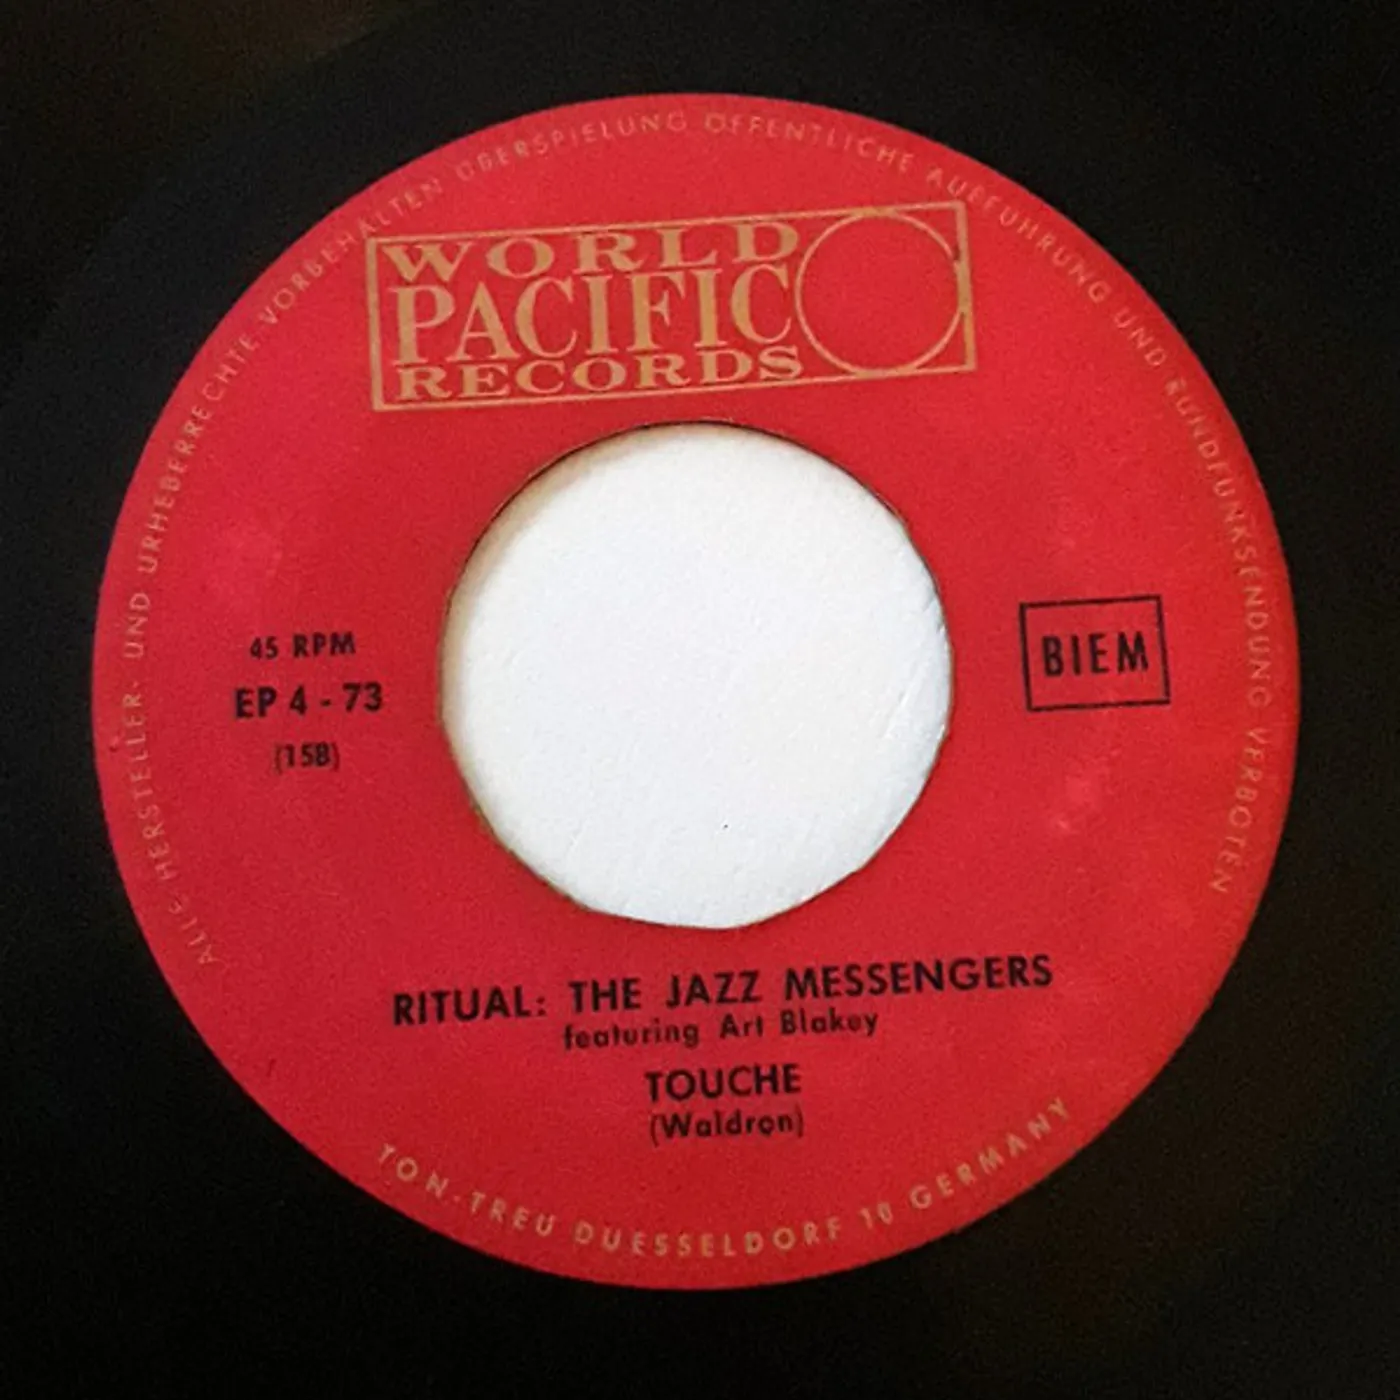 ALLE HERSTELLER- UND URHEBERRECHTE VORBEHALTEN ÜBERSPIELUNG ÖFFENTLICHE AUFFÜHRUNG UND RUNDFUNKSENDUNG VERBOTEN
WORLD
PACIFIC
RECORDS
45 RPM
EP 4 - 73
(15B)
BIEM
RITUAL: THE JAZZ MESSENGERS
featuring Art Blakey
TOUCHE
(Waldron)
TON-TREU DUESSELDORF 10 GERMANY